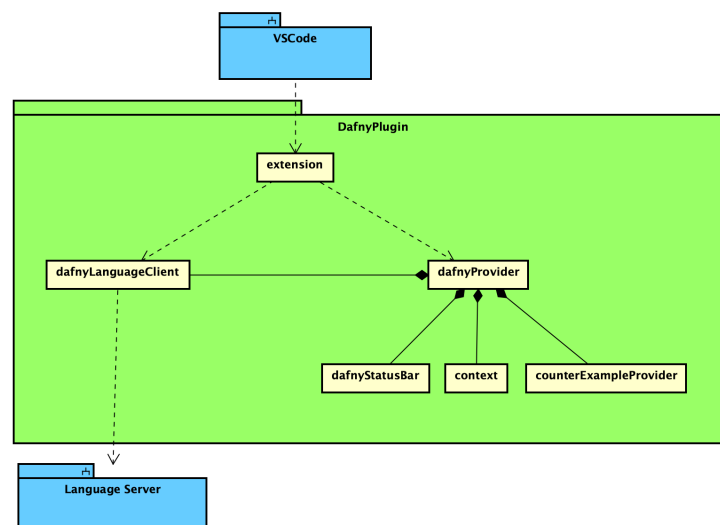 VSCode
DafnyPlugin
extension
dafnyLanguageClient
dafnyProvider
dafnyStatusBar
context
counterExampleProvider
Language Server